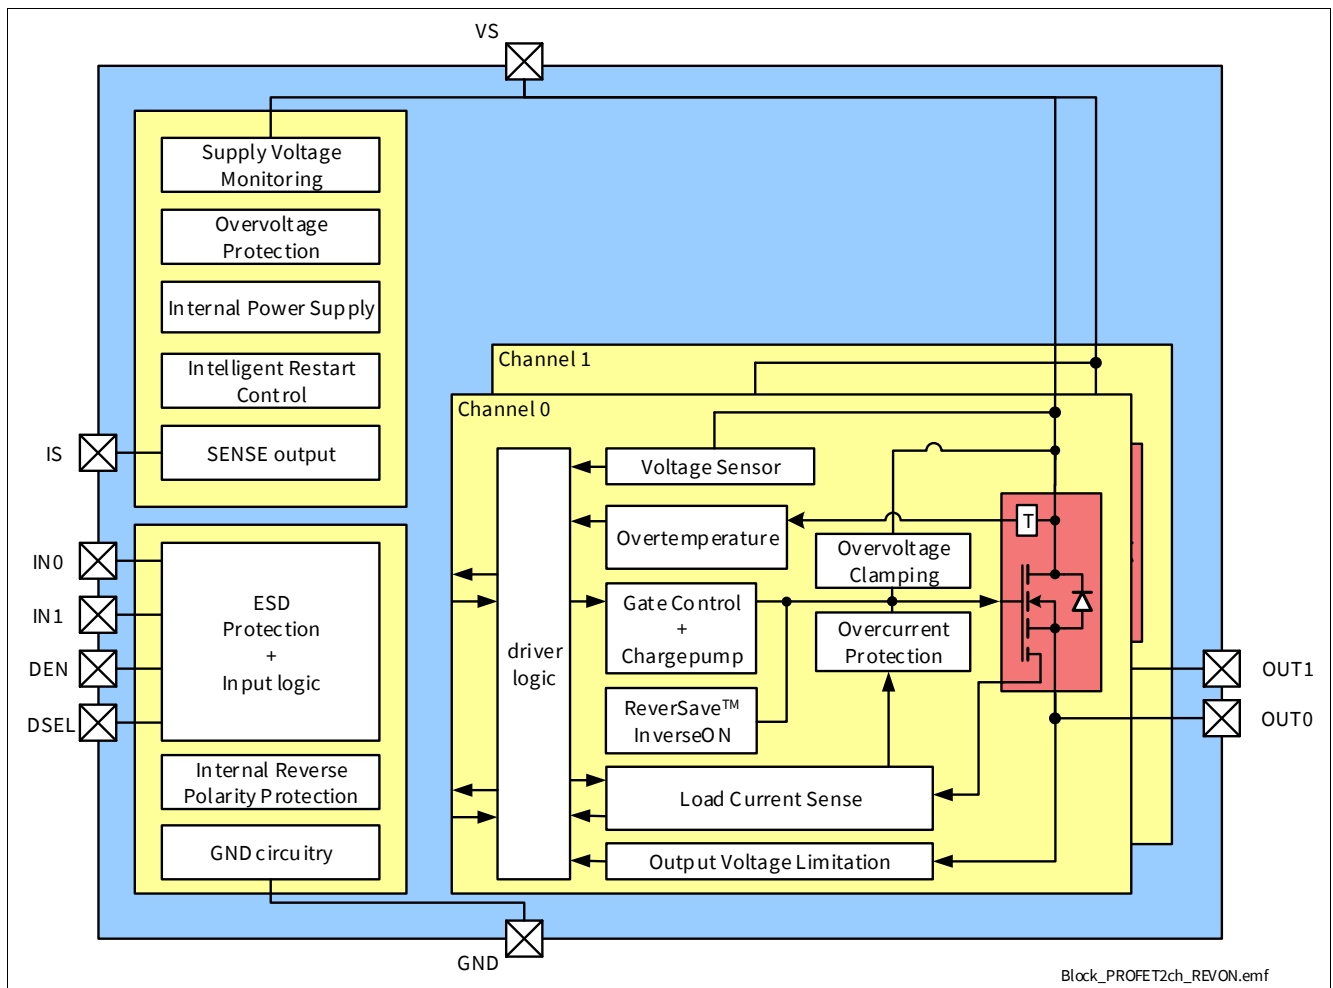 VS
Supply Voltage
Monitoring
Overvoltage
Protection
Internal Power Supply
Intelligent Restart
Control
SENSE output
IS
IN0
IN1
DEN
DSEL
ESD
Protection
+
Input logic
Internal Reverse
Polarity Protection
GND circuitry
GND
Channel 1
Channel 0
driver
logic
Voltage Sensor
Overtemperature
T
Overvoltage
Clamping
Gate Control
+
Chargepump
Overcurrent
Protection
ReverSave™
InverseON
Load Current Sense
Output Voltage Limitation
OUT1
OUT0
Block_PROFET2ch_REVON.emf